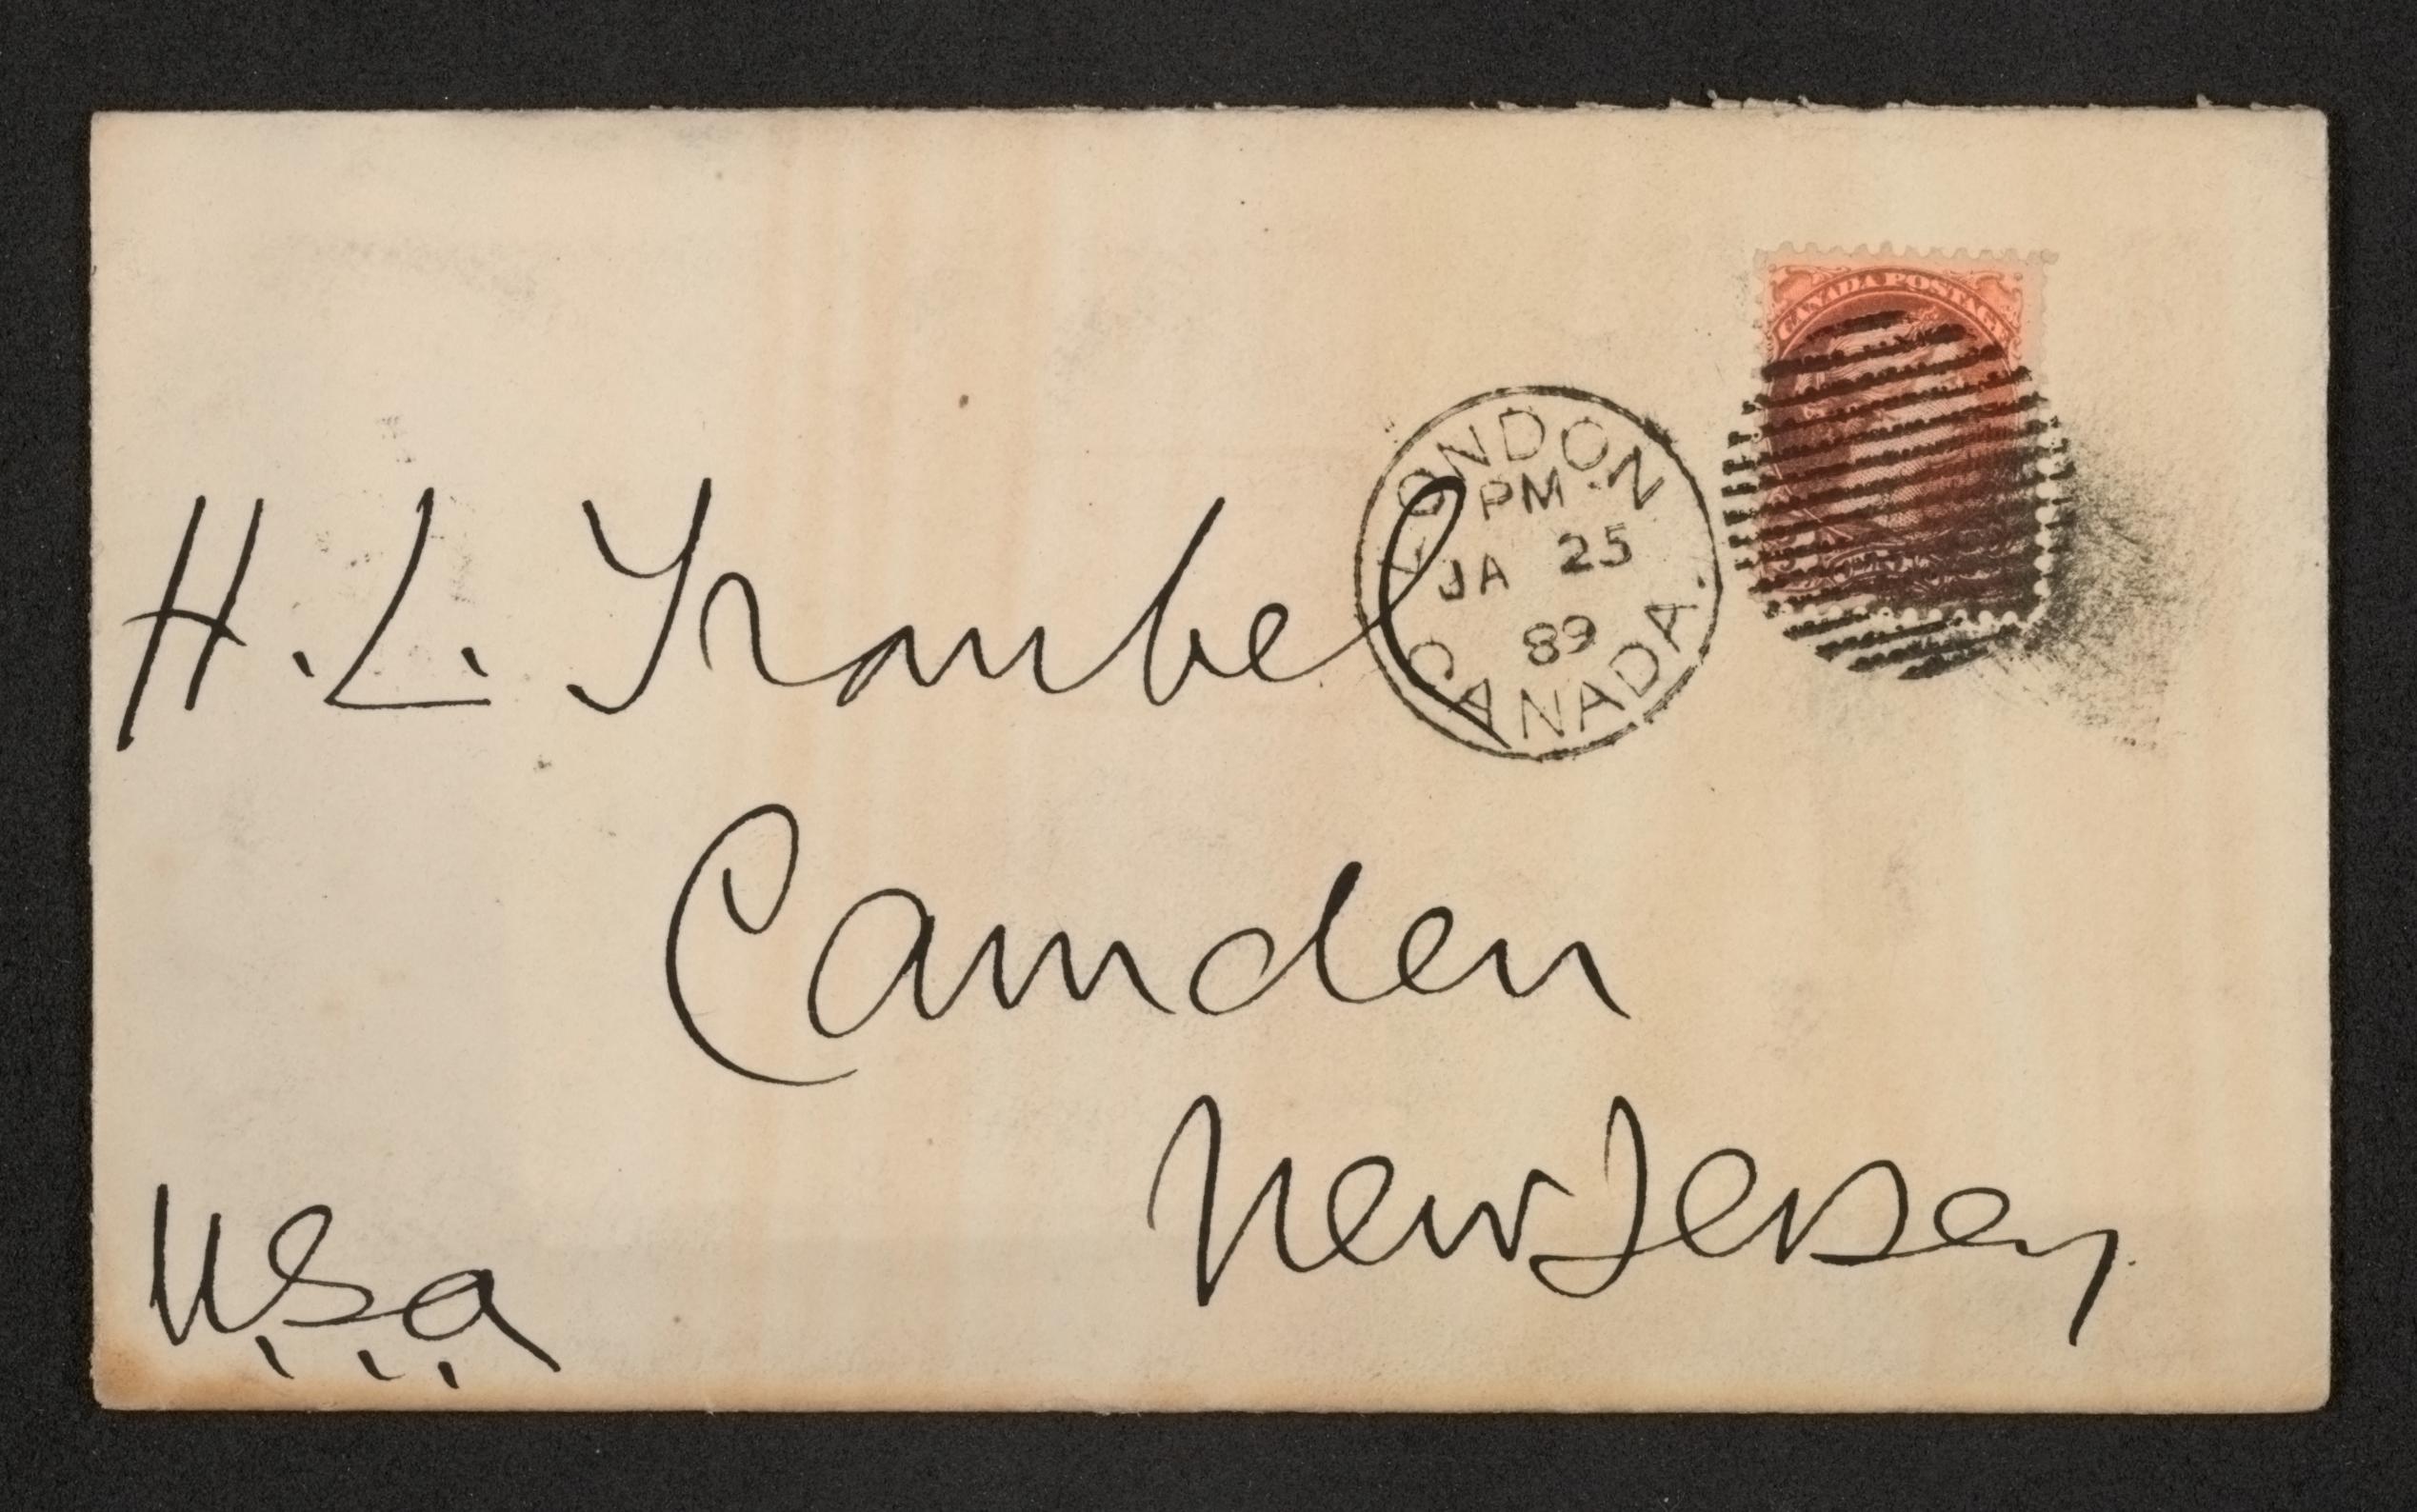 CANADA POSTAGE
LONDON
PM
JA 25
89
CANADA.
H. L. Traubel
Camden
New Jersey
U.S.a